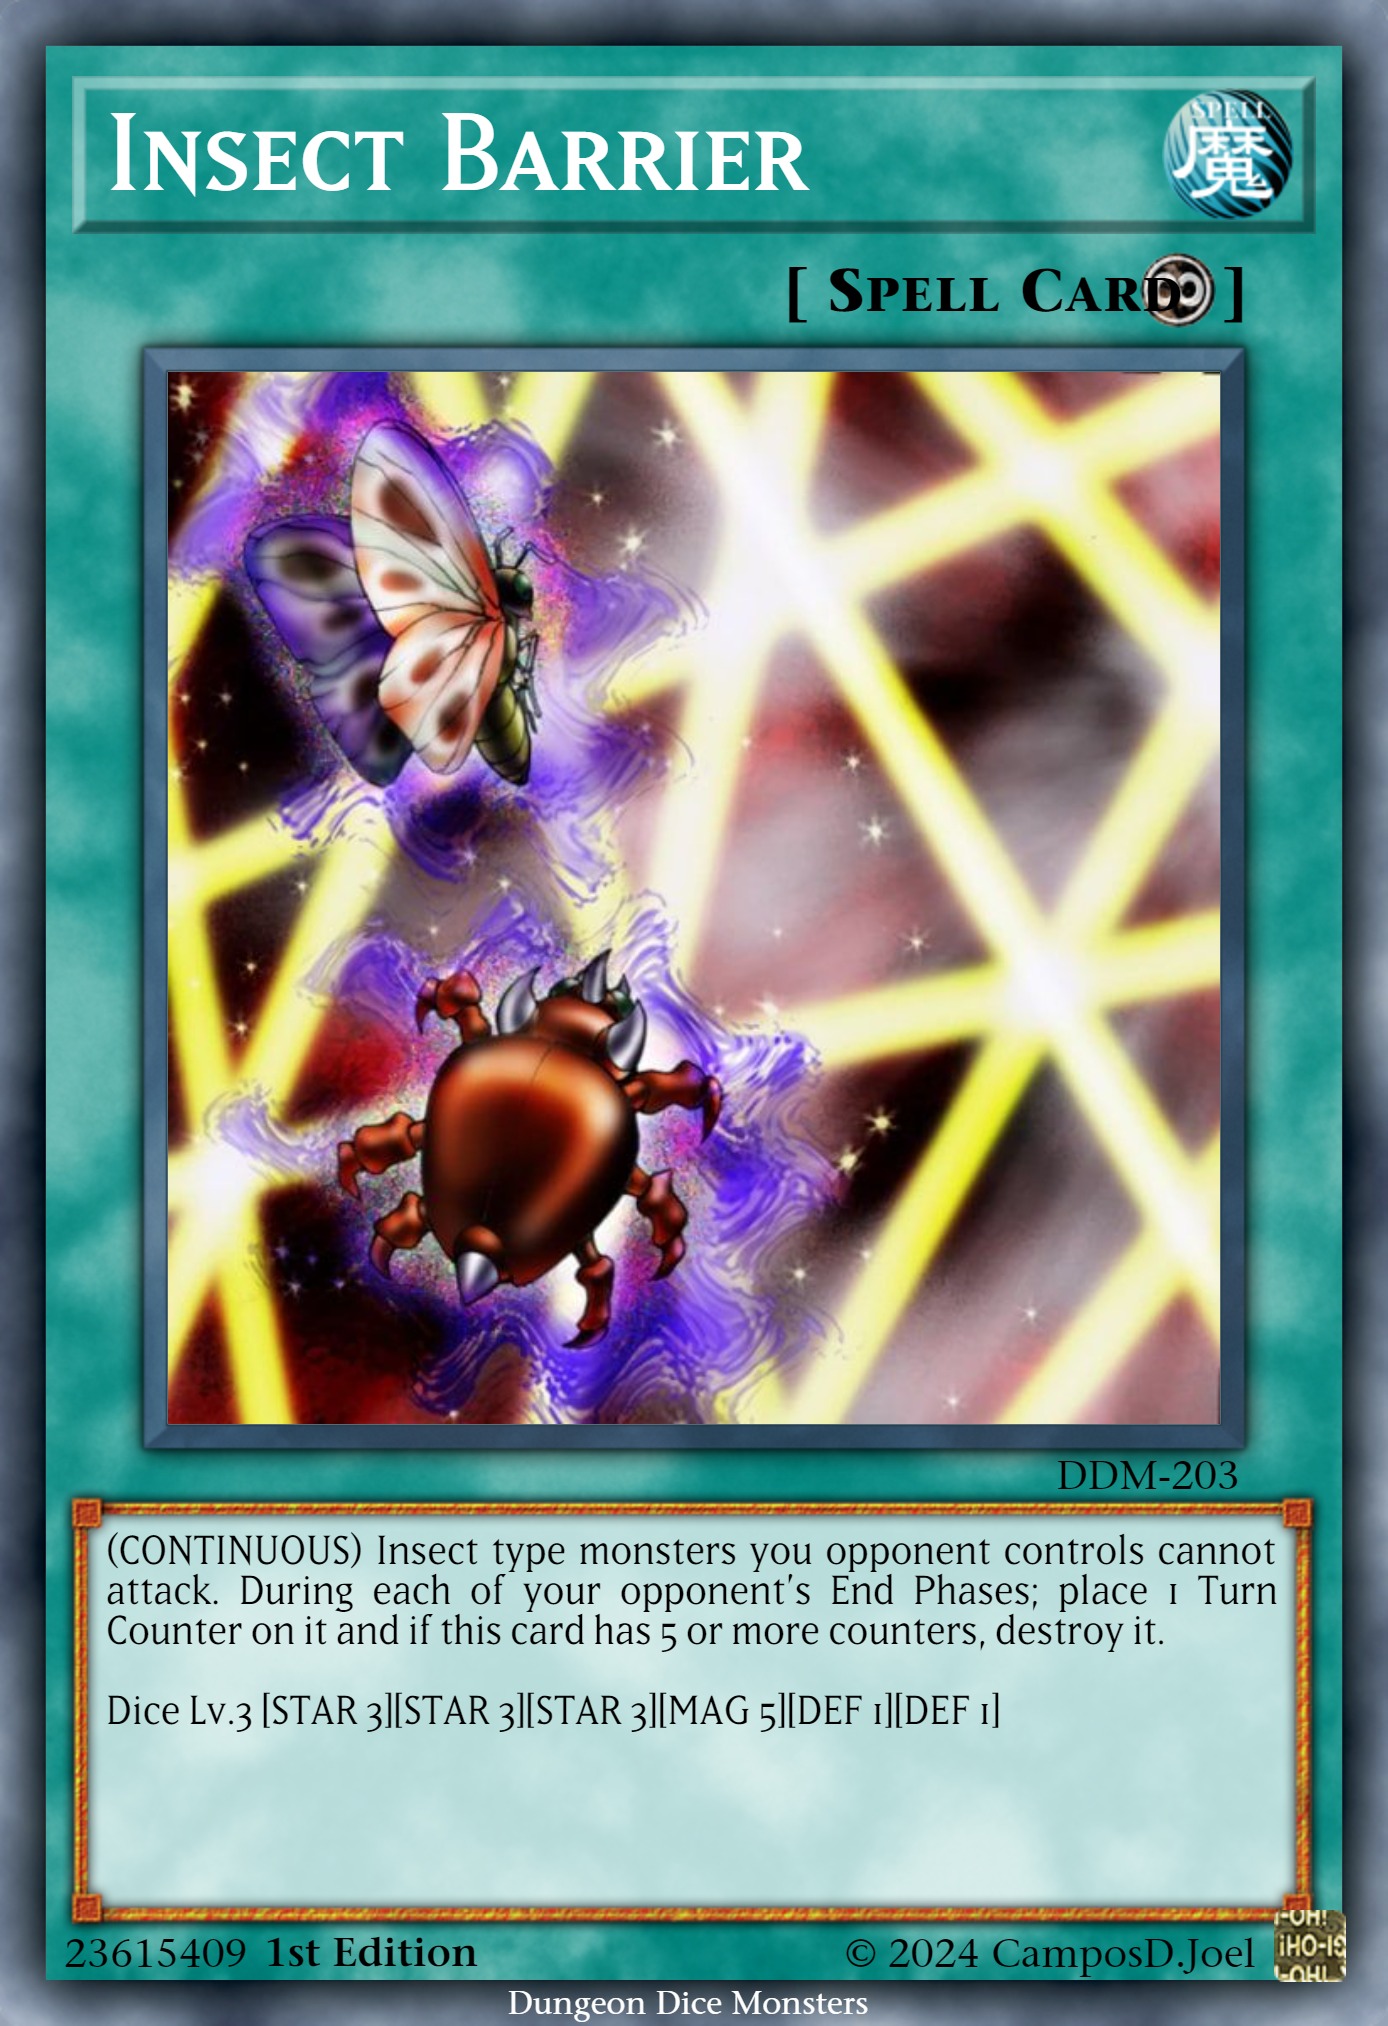 Insect Barrier
SPELL
魔
[ Spell Card ]
DDM-203
(CONTINUOUS) Insect type monsters you opponent controls cannot
attack. During each of your opponent's End Phases; place 1 Turn
Counter on it and if this card has 5 or more counters, destroy it.
Dice Lv.3 [STAR 3][STAR 3][STAR 3][MAG 5][DEF 1][DEF 1]
23615409 1st Edition
© 2024 CamposD.Joel
Dungeon Dice Monsters